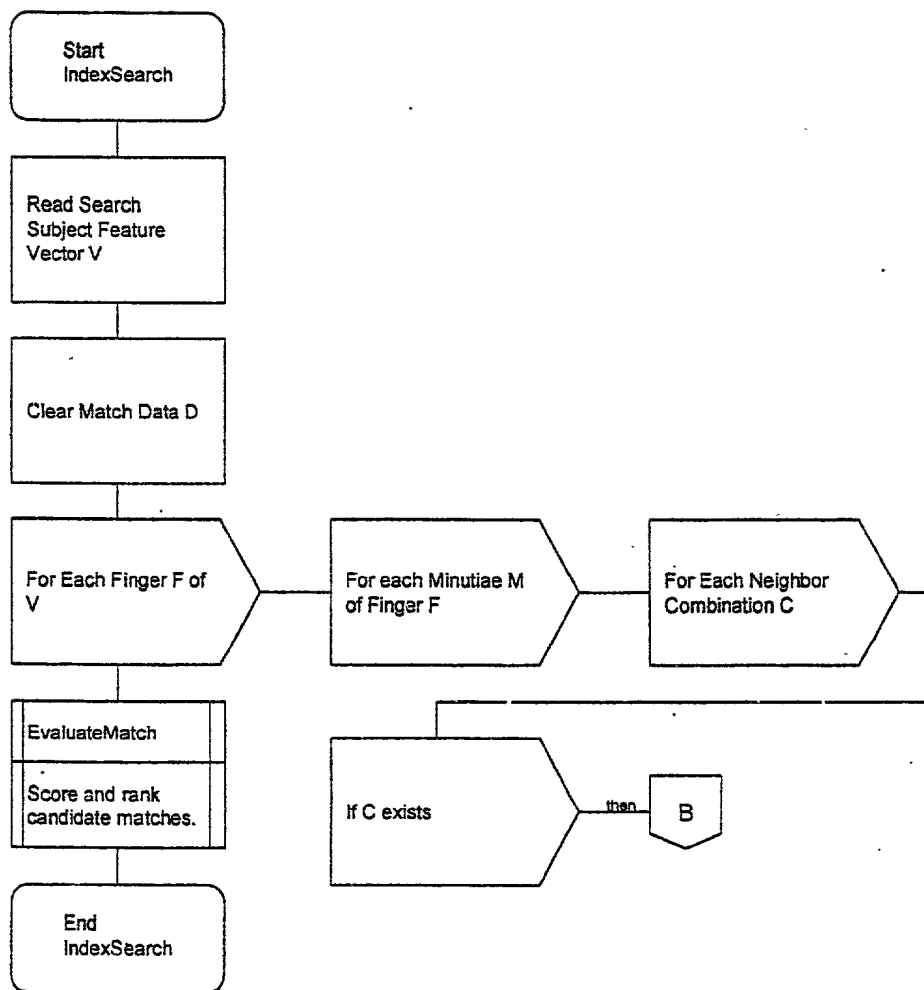 Start
IndexSearch
Read Search
Subject Feature
Vector V
Clear Match Data D
For Each Finger F of
V
For each Minutiae M
of Finger F
For Each Neighbor
Combination C
EvaluateMatch
Score and rank
candidate matches.
If C exists
then
B
End
IndexSearch